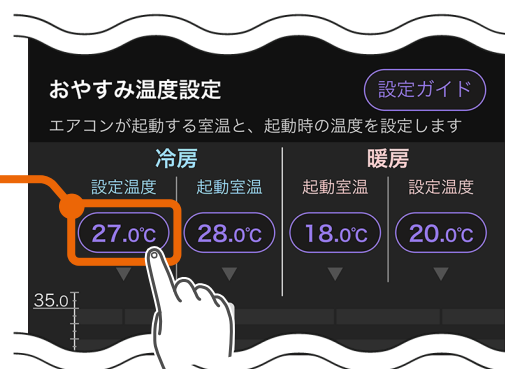 おやすみ温度設定
設定ガイド
エアコンが起動する室温と、起動時の温度を設定します
冷房 暖房
設定温度 起動室温 起動室温 設定温度
27.0℃ 28.0℃ 18.0℃ 20.0℃
35.0